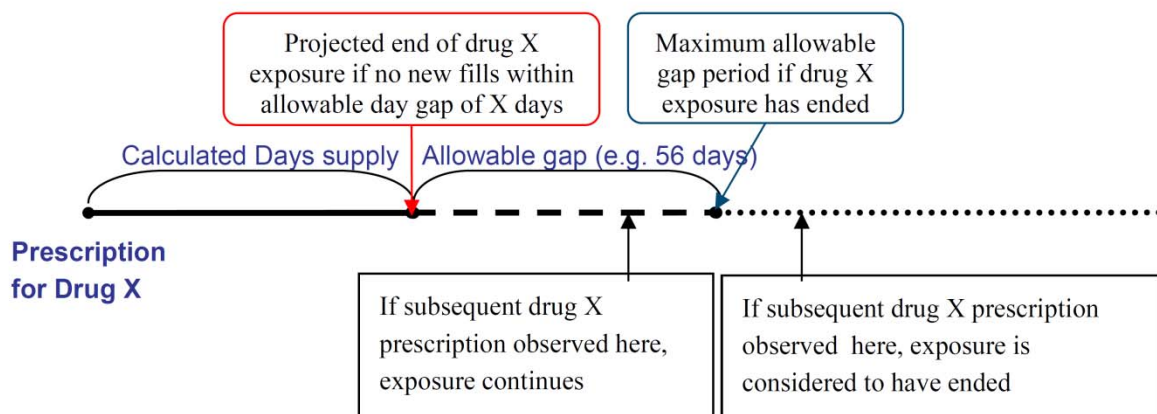 Projected end of drug X
exposure if no new fills within
allowable day gap of X days
Maximum allowable
gap period if drug X
exposure has ended
Calculated Days supply
Allowable gap (e.g. 56 days)
Prescription
for Drug X
If subsequent drug X
prescription observed here,
exposure continues
If subsequent drug X prescription
observed  here, exposure is
considered to have ended